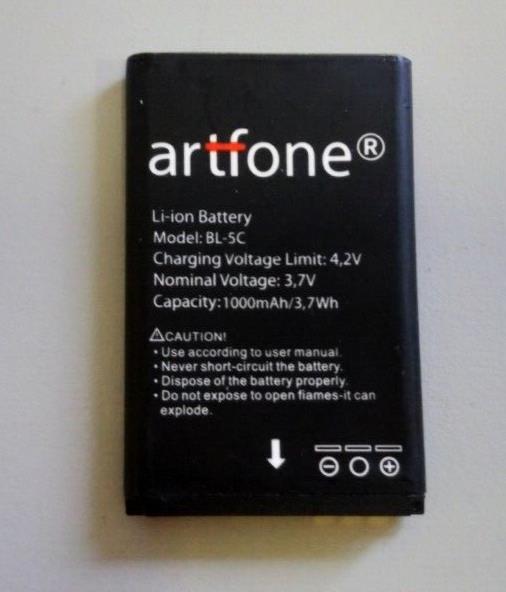 artfone®
Li-ion Battery
Model: BL-5C
Charging Voltage Limit: 4,2V
Nominal Voltage: 3,7V
Capacity: 1000mAh/3,7Wh
⚠CAUTION!
• Use according to user manual.
• Never short-circuit the battery.
• Dispose of the battery properly.
• Do not expose to open flames-it can
explode.